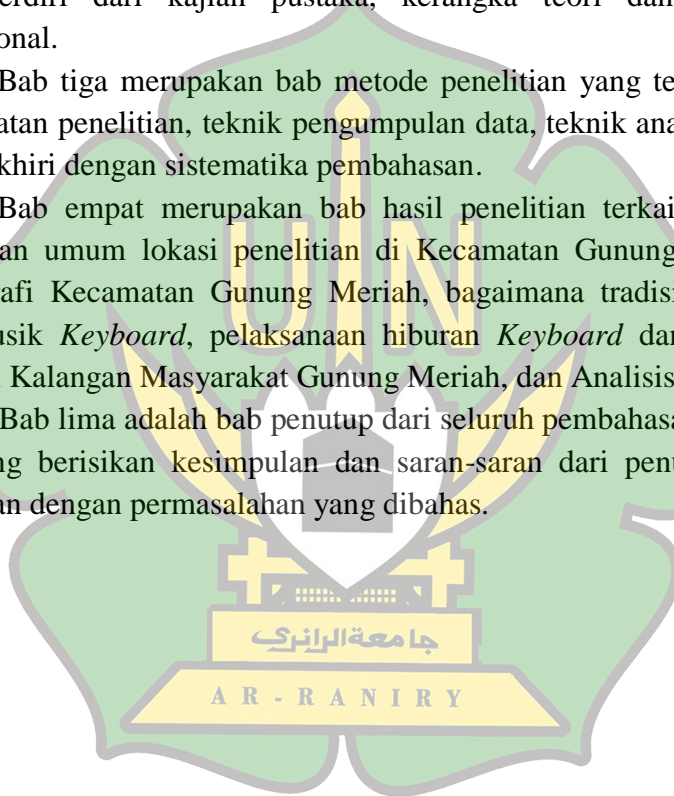 erdiri dari kajian pustaka, kerangka teori dan
onal.
Bab tiga merupakan bab metode penelitian yang te
atan penelitian, teknik pengumpulan data, teknik ana
khiri dengan sistematika pembahasan.
Bab empat merupakan bab hasil penelitian terkai
an umum lokasi penelitian di Kecamatan Gunung
afi Kecamatan Gunung Meriah, bagaimana tradisi
usik Keyboard, pelaksanaan hiburan Keyboard dan
Kalangan Masyarakat Gunung Meriah, dan Analisis
Bab lima adalah bab penutup dari seluruh pembahasa
ng berisikan kesimpulan dan saran-saran dari penu
an dengan permasalahan yang dibahas.
UIN
جامعة الرانري
AR-RANIRY